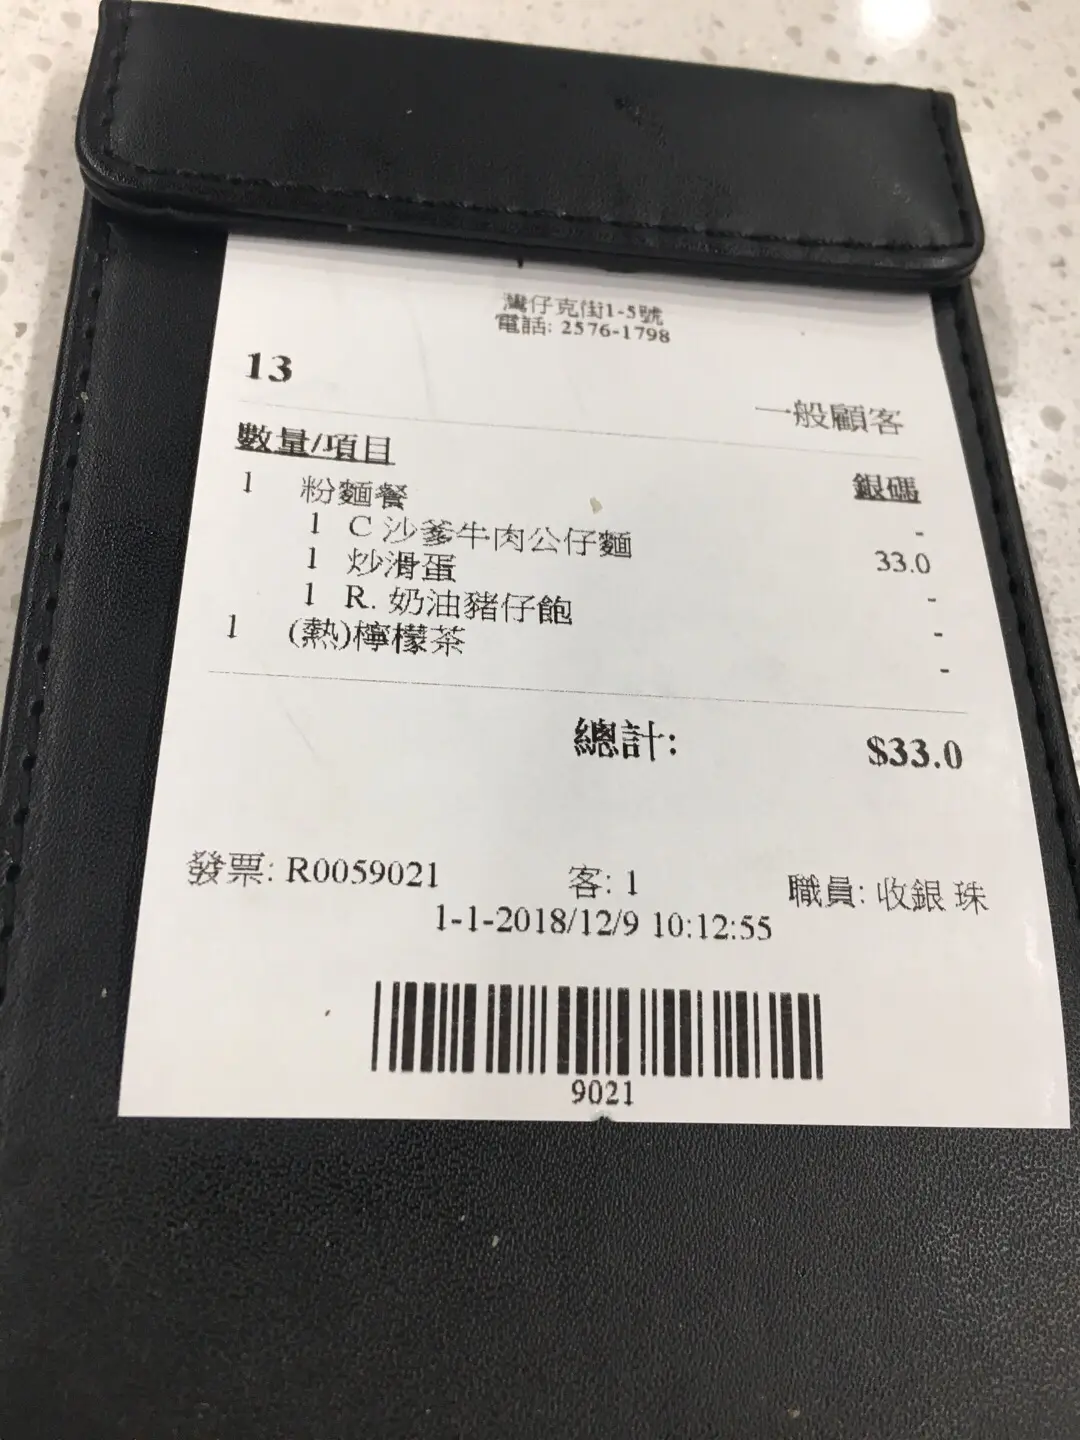 灣仔克街1-5號
電話: 2576-1798
13
一般顧客
數量/項目 銀碼
1 粉麵餐 -
1 C 沙爹牛肉公仔麵 33.0
1 炒滑蛋 -
1 R. 奶油豬仔飽 -
1 (熱)檸檬茶 -
總計: $33.0
發票: R0059021 客: 1 職員: 收銀 珠
1-1-2018/12/9 10:12:55
9021